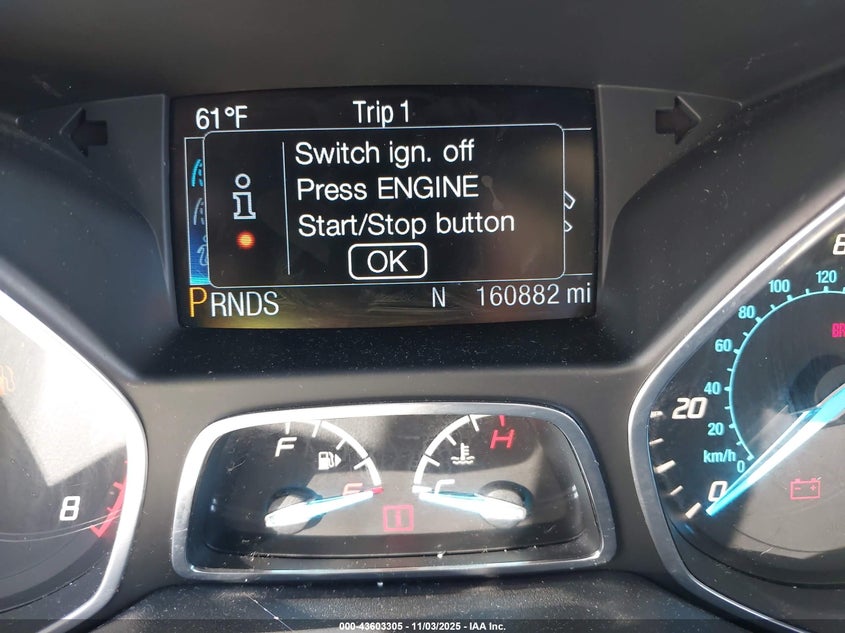 61°F Trip 1
Switch ign. off
Press ENGINE
Start/Stop button
OK
PRNDS N 160882 mi
F H
E C
8
80 100 120
60
40
20
20
km/h 0
0
000-43603305 - 11/03/2025 - IAA Inc.